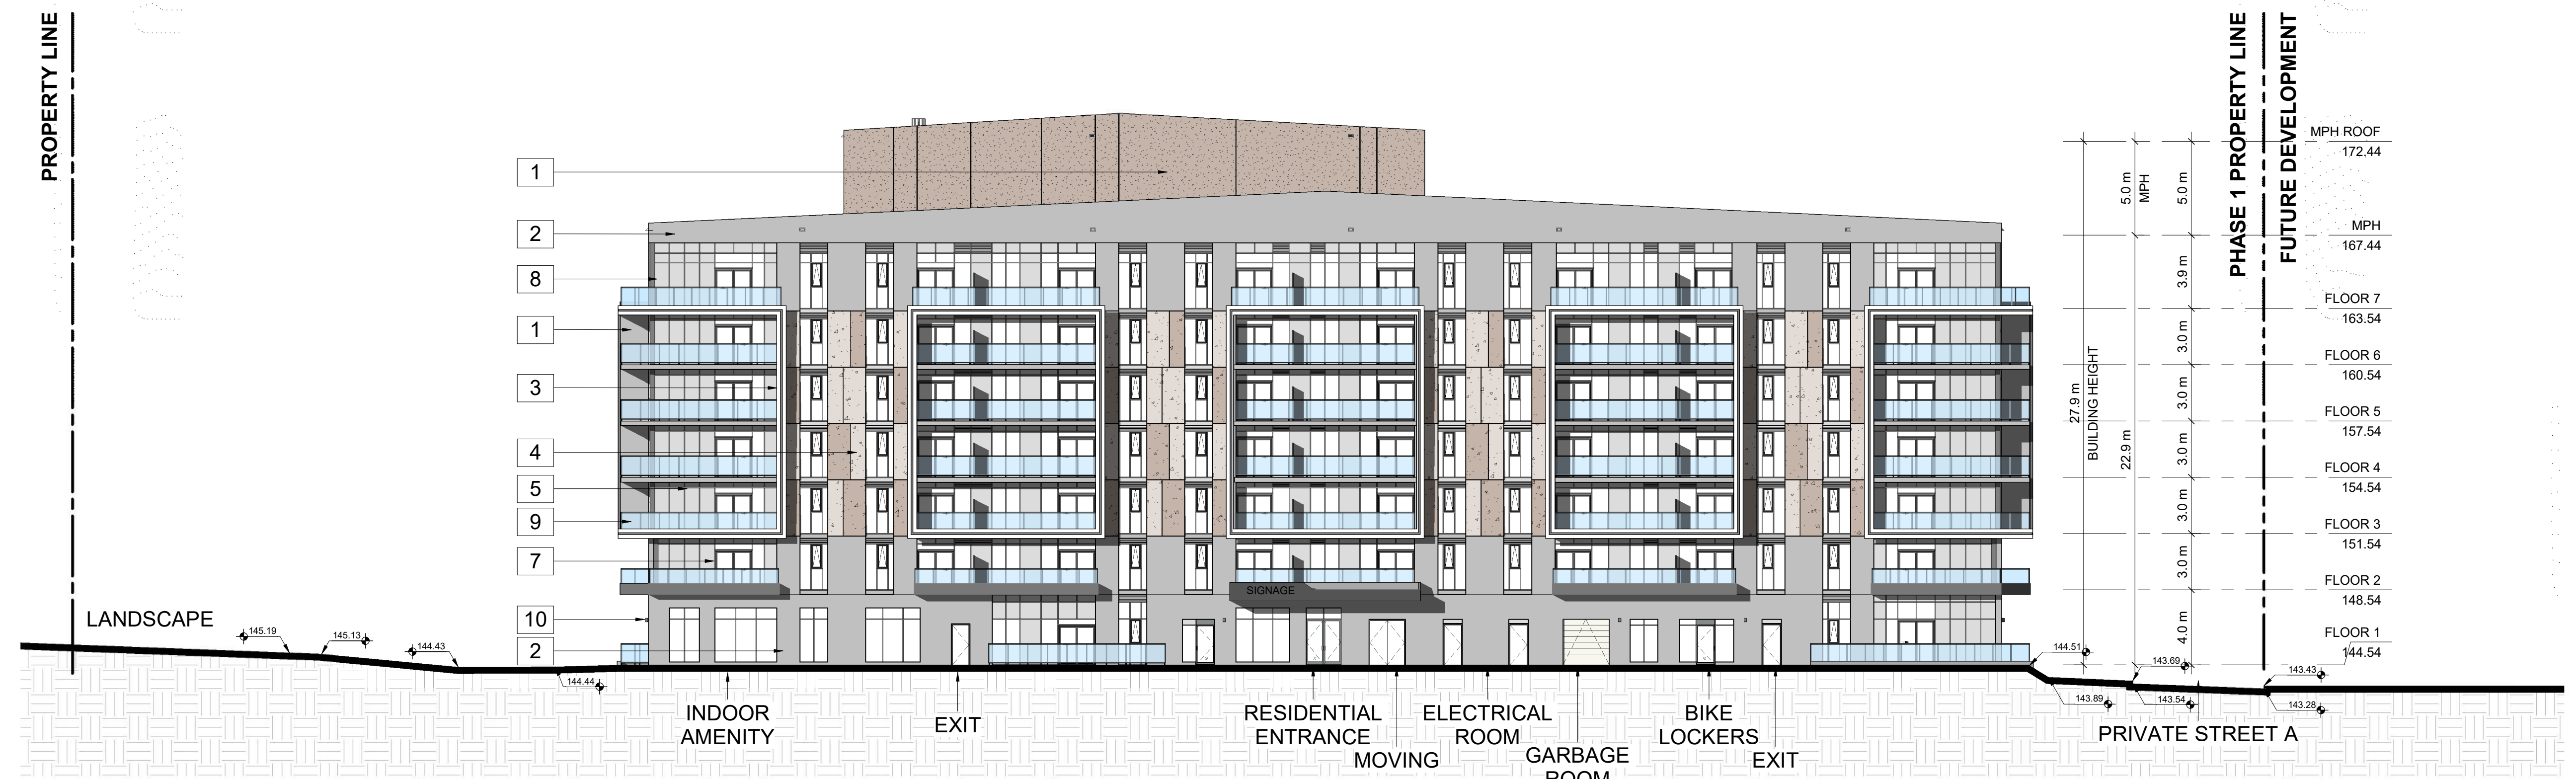 PROPERTY LINE
PHASE 1 PROPERTY LINE
FUTURE DEVELOPMENT
1
2
8
1
3
4
5
9
7
10
2
MPH ROOF
172.44
MPH
167.44
FLOOR 7
163.54
FLOOR 6
160.54
FLOOR 5
157.54
FLOOR 4
154.54
FLOOR 3
151.54
FLOOR 2
148.54
FLOOR 1
144.54
27.9 m
BUILDING HEIGHT
5.0 m
MPH
22.9 m
5.0 m
3.9 m
3.0 m
3.0 m
3.0 m
3.0 m
3.0 m
4.0 m
SIGNAGE
LANDSCAPE
145.19
145.13
144.43
144.44
144.51
143.69
143.43
143.89
143.54
143.28
INDOOR
AMENITY
EXIT
RESIDENTIAL
ENTRANCE
MOVING
ELECTRICAL
ROOM
GARBAGE
ROOM
BIKE
LOCKERS
EXIT
PRIVATE STREET A